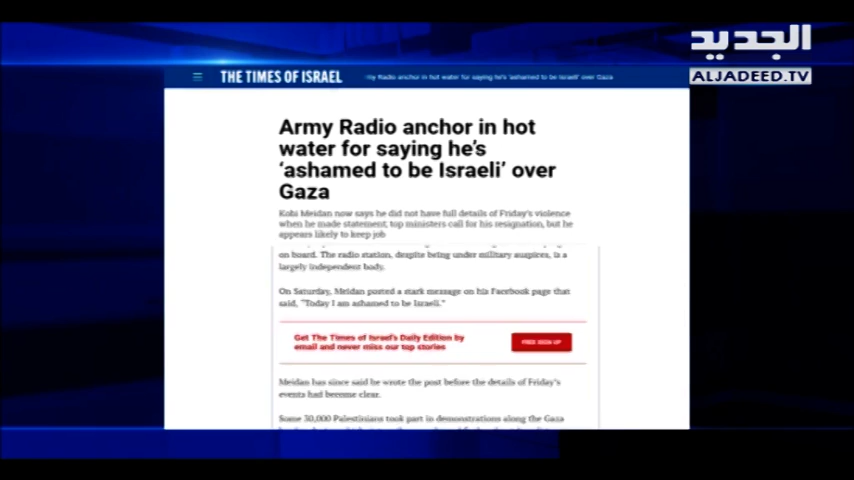 الجديد
ALJADEED.TV
THE TIMES OF ISRAEL
my Radio anchor in hot water for saying he's 'ashamed to be Israeli' over Gaza
Army Radio anchor in hot
water for saying he's
'ashamed to be Israeli' over
Gaza
Kobi Meidan now says he did not have full details of Friday's violence
when he made statement; top ministers call for his resignation, but he
appears likely to keep job
on board. The radio station, despite being under military auspices, is a
largely independent body.
On Saturday, Meidan posted a stark message on his Facebook page that
said, "Today I am ashamed to be Israeli."
Get The Times of Israel's Daily Edition by
email and never miss our top stories
FREE SIGN UP
Meidan has since said he wrote the post before the details of Friday's
events had become clear.
Some 30,000 Palestinians took part in demonstrations along the Gaza